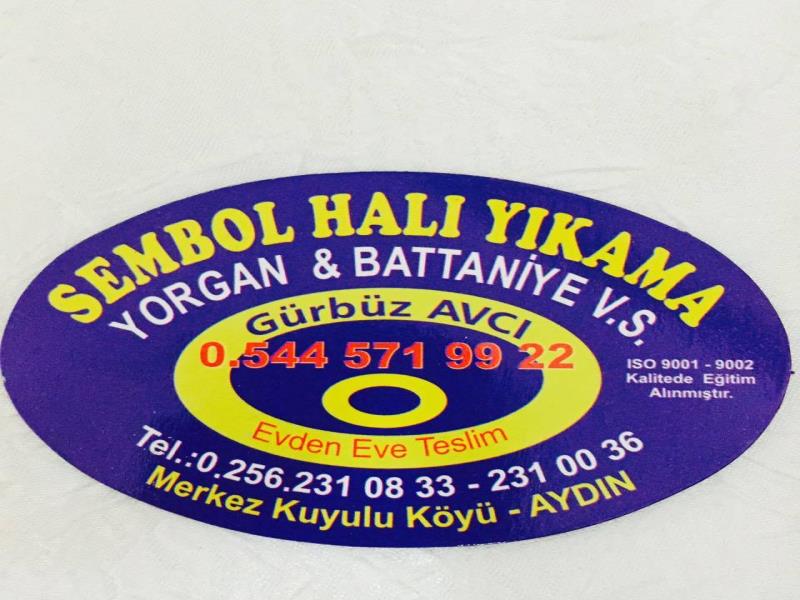 SEMBOL HALI YIKAMA
YORGAN & BATTANİYE V.S.
Gürbüz AVCI
0.544 571 99 22
Evden Eve Teslim
ISO 9001 - 9002
Kalitede Eğitim
Alınmıştır.
Tel.:0.256.231 08 33 - 231 00 36
Merkez Kuyulu Köyü - AYDIN